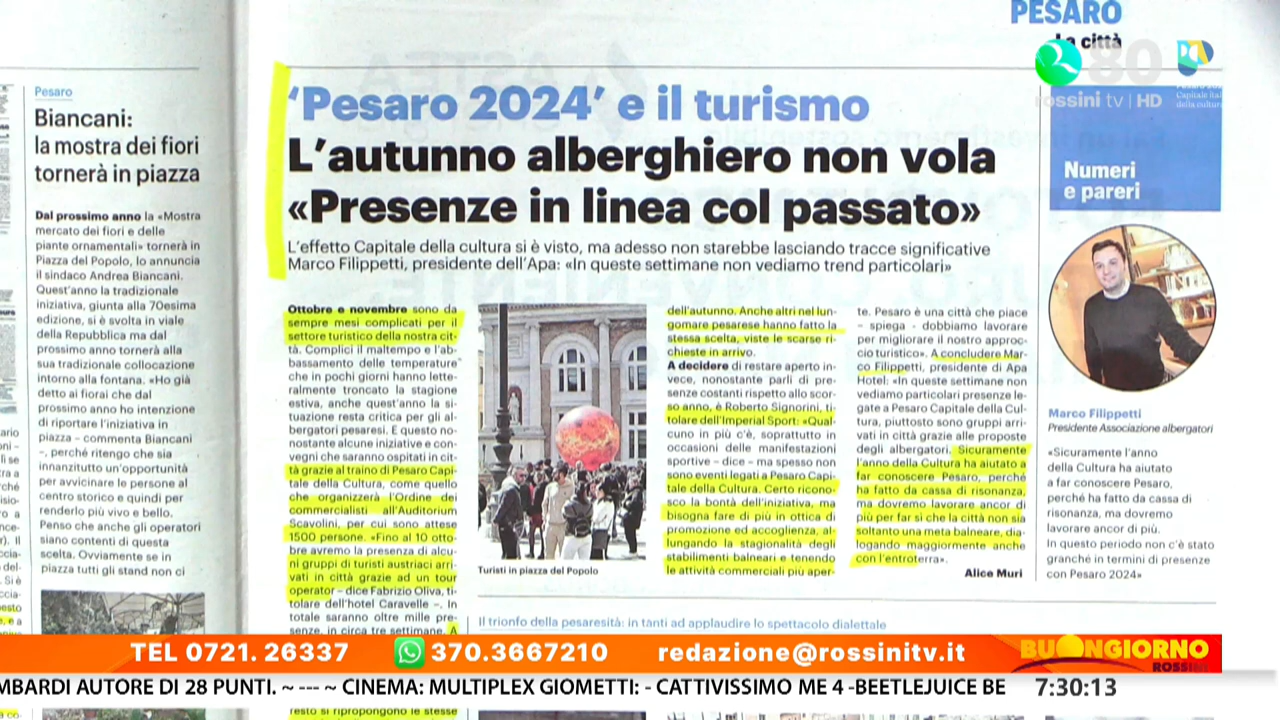 PESARO
La città
80
rossini tv | HD
Capitale ita
della cultur
Pesaro
Biancani:
la mostra dei fiori
tornerà in piazza
Dal prossimo anno la «Mostra
mercato dei fiori e delle
piante ornamentali» tornerà in
Piazza del Popolo, lo annuncia
il sindaco Andrea Biancani.
Quest'anno la tradizionale
iniziativa, giunta alla 70esima
edizione, si è svolta in viale
della Repubblica ma dal
prossimo anno tornerà alla
sua tradizionale collocazione
intorno alla fontana. «Ho già
detto ai fiorai che dal
prossimo anno ho intenzione
di riportare l'iniziativa in
piazza – commenta Biancani
–, perché ritengo che sia
innanzitutto un'opportunità
per avvicinare le persone al
centro storico e quindi per
renderlo più vivo e bello.
Penso che anche gli operatori
siano contenti di questa
scelta. Ovviamente se in
piazza tutti gli stand non ci
'Pesaro 2024' e il turismo
L'autunno alberghiero non vola
«Presenze in linea col passato»
L'effetto Capitale della cultura si è visto, ma adesso non starebbe lasciando tracce significative
Marco Filippetti, presidente dell'Apa: «In queste settimane non vediamo trend particolari»
Ottobre e novembre sono da
sempre mesi complicati per il
settore turistico della nostra cit-
tà. Complici il maltempo e l'ab-
bassamento delle temperature
che in pochi giorni hanno lette-
ralmente troncato la stagione
estiva, anche quest'anno la si-
tuazione resta critica per gli al-
bergatori pesaresi. E questo no-
nostante alcune iniziative e con-
vegni che saranno ospitati in cit-
tà grazie al traino di Pesaro Capi-
tale della Cultura, come quello
che organizzerà l'Ordine dei
commercialisti all'Auditorium
Scavolini, per cui sono attese
1500 persone. «Fino al 10 otto-
bre avremo la presenza di alcu-
ni gruppi di turisti austriaci arri-
vati in città grazie ad un tour
operator – dice Fabrizio Oliva, ti-
tolare dell'hotel Caravelle –. In
totale saranno oltre mille pre-
senze, in circa tre settimane. A
resto si ripropongono le stesse
Turisti in piazza del Popolo
dell'autunno. Anche altri nel lun-
gomare pesarese hanno fatto la
stessa scelta, viste le scarse ri-
chieste in arrivo.
A decidere di restare aperto in-
vece, nonostante parli di pre-
senze costanti rispetto allo scor-
so anno, è Roberto Signorini, ti-
tolare dell'Imperial Sport: «Qual-
cuno in più c'è, soprattutto in
occasioni delle manifestazioni
sportive – dice – ma spesso non
sono eventi legati a Pesaro Capi-
tale della Cultura. Certo ricono-
sco la bontà dell'iniziativa, ma
bisogna fare di più in ottica di
promozione ed accoglienza, al-
lungando la stagionalità degli
stabilimenti balneari e tenendo
le attività commerciali più aper-
te. Pesaro è una città che piace
– spiega - dobbiamo lavorare
per migliorare il nostro approc-
cio turistico». A concludere Mar-
co Filippetti, presidente di Apa
Hotel: «In queste settimane non
vediamo particolari presenze le-
gate a Pesaro Capitale della Cul-
tura, piuttosto sono gruppi arri-
vati in città grazie alle proposte
degli albergatori. Sicuramente
l'anno della Cultura ha aiutato a
far conoscere Pesaro, perché
ha fatto da cassa di risonanza,
ma dovremo lavorare ancor di
più per far sì che la città non sia
soltanto una meta balneare, dia-
logando maggiormente anche
con l'entroterra».
Alice Muri
Numeri
e pareri
Marco Filippetti
Presidente Associazione albergatori
«Sicuramente l'anno
della Cultura ha aiutato
a far conoscere Pesaro,
perché ha fatto da cassa di
risonanza, ma dovremo
lavorare ancor di più.
In questo periodo non c'è stato
granché in termini di presenze
con Pesaro 2024»
Il trionfo della pesaresità: in tanti ad applaudire lo spettacolo dialettale
TEL 0721. 26337
370.3667210
redazione@rossinitv.it
BUONGIORNO
ROSSINI
MBARDI AUTORE DI 28 PUNTI. ~ --- ~ CINEMA: MULTIPLEX GIOMETTI: - CATTIVISSIMO ME 4 -BEETLEJUICE BE
7:30:13